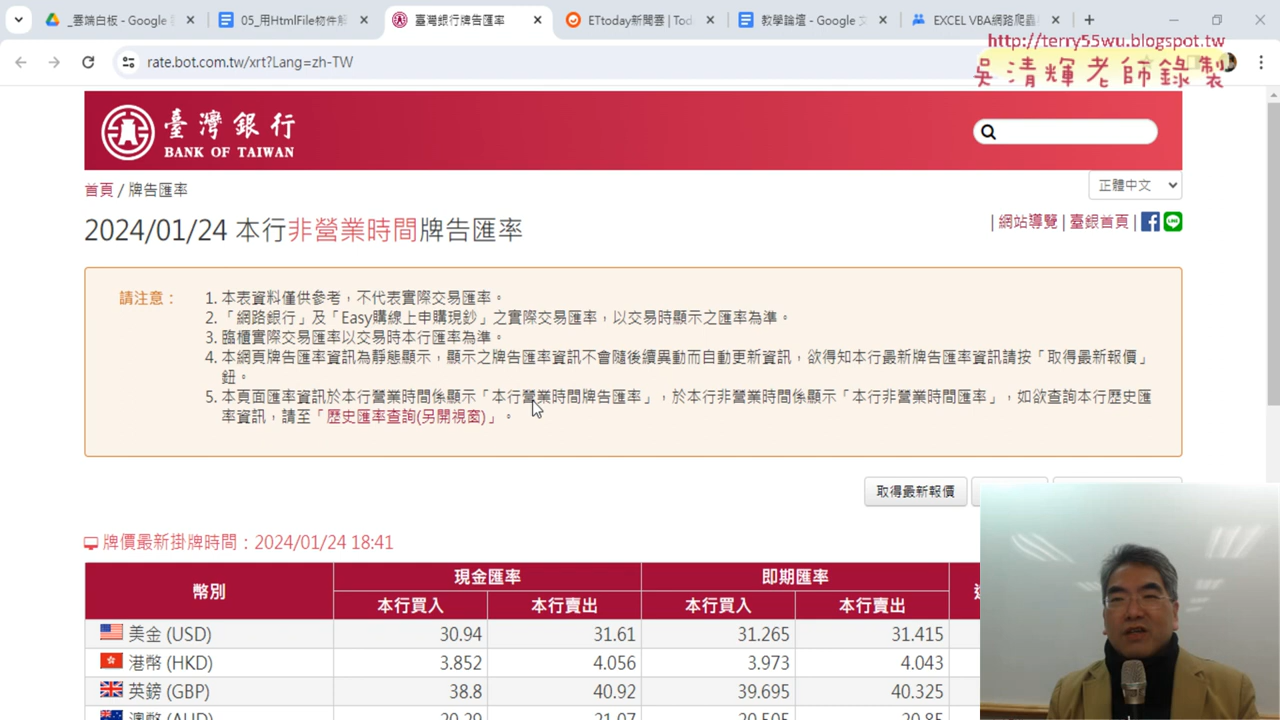 _雲端白板 - Google
05_用HtmlFile物件解
臺灣銀行牌告匯率
ETtoday新聞雲 | Tod
教學論壇 - Google 文
EXCEL VBA網路爬蟲
http://terry55wu.blogspot.tw
rate.bot.com.tw/xrt?Lang=zh-TW
吳清輝老師錄製
臺灣銀行
BANK OF TAIWAN
首頁 / 牌告匯率
正體中文
2024/01/24 本行非營業時間牌告匯率
| 網站導覽 | 臺銀首頁 |
請注意：
1. 本表資料僅供參考，不代表實際交易匯率。
2. 「網路銀行」及「Easy購線上申購現鈔」之實際交易匯率，以交易時顯示之匯率為準。
3. 臨櫃實際交易匯率以交易時本行匯率為準。
4. 本網頁牌告匯率資訊為靜態顯示，顯示之牌告匯率資訊不會隨後續異動而自動更新資訊，欲得知本行最新牌告匯率資訊請按「取得最新報價」
鈕。
5. 本頁面匯率資訊於本行營業時間係顯示「本行營業時間牌告匯率」，於本行非營業時間係顯示「本行非營業時間匯率」，如欲查詢本行歷史匯
率資訊，請至「歷史匯率查詢(另開視窗)」。
取得最新報價
牌價最新掛牌時間：2024/01/24 18:41
幣別 現金匯率 即期匯率
本行買入 本行賣出 本行買入 本行賣出
美金 (USD) 30.94 31.61 31.265 31.415
港幣 (HKD) 3.852 4.056 3.973 4.043
英鎊 (GBP) 38.8 40.92 39.695 40.325
澳幣 (AUD) 20.29 21.07 20.505 20.85